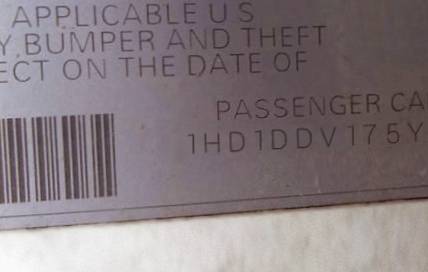 APPLICABLE U S
Y, BUMPER AND THEFT
ECT ON THE DATE OF
PASSENGER CA
1HD1DDV175Y